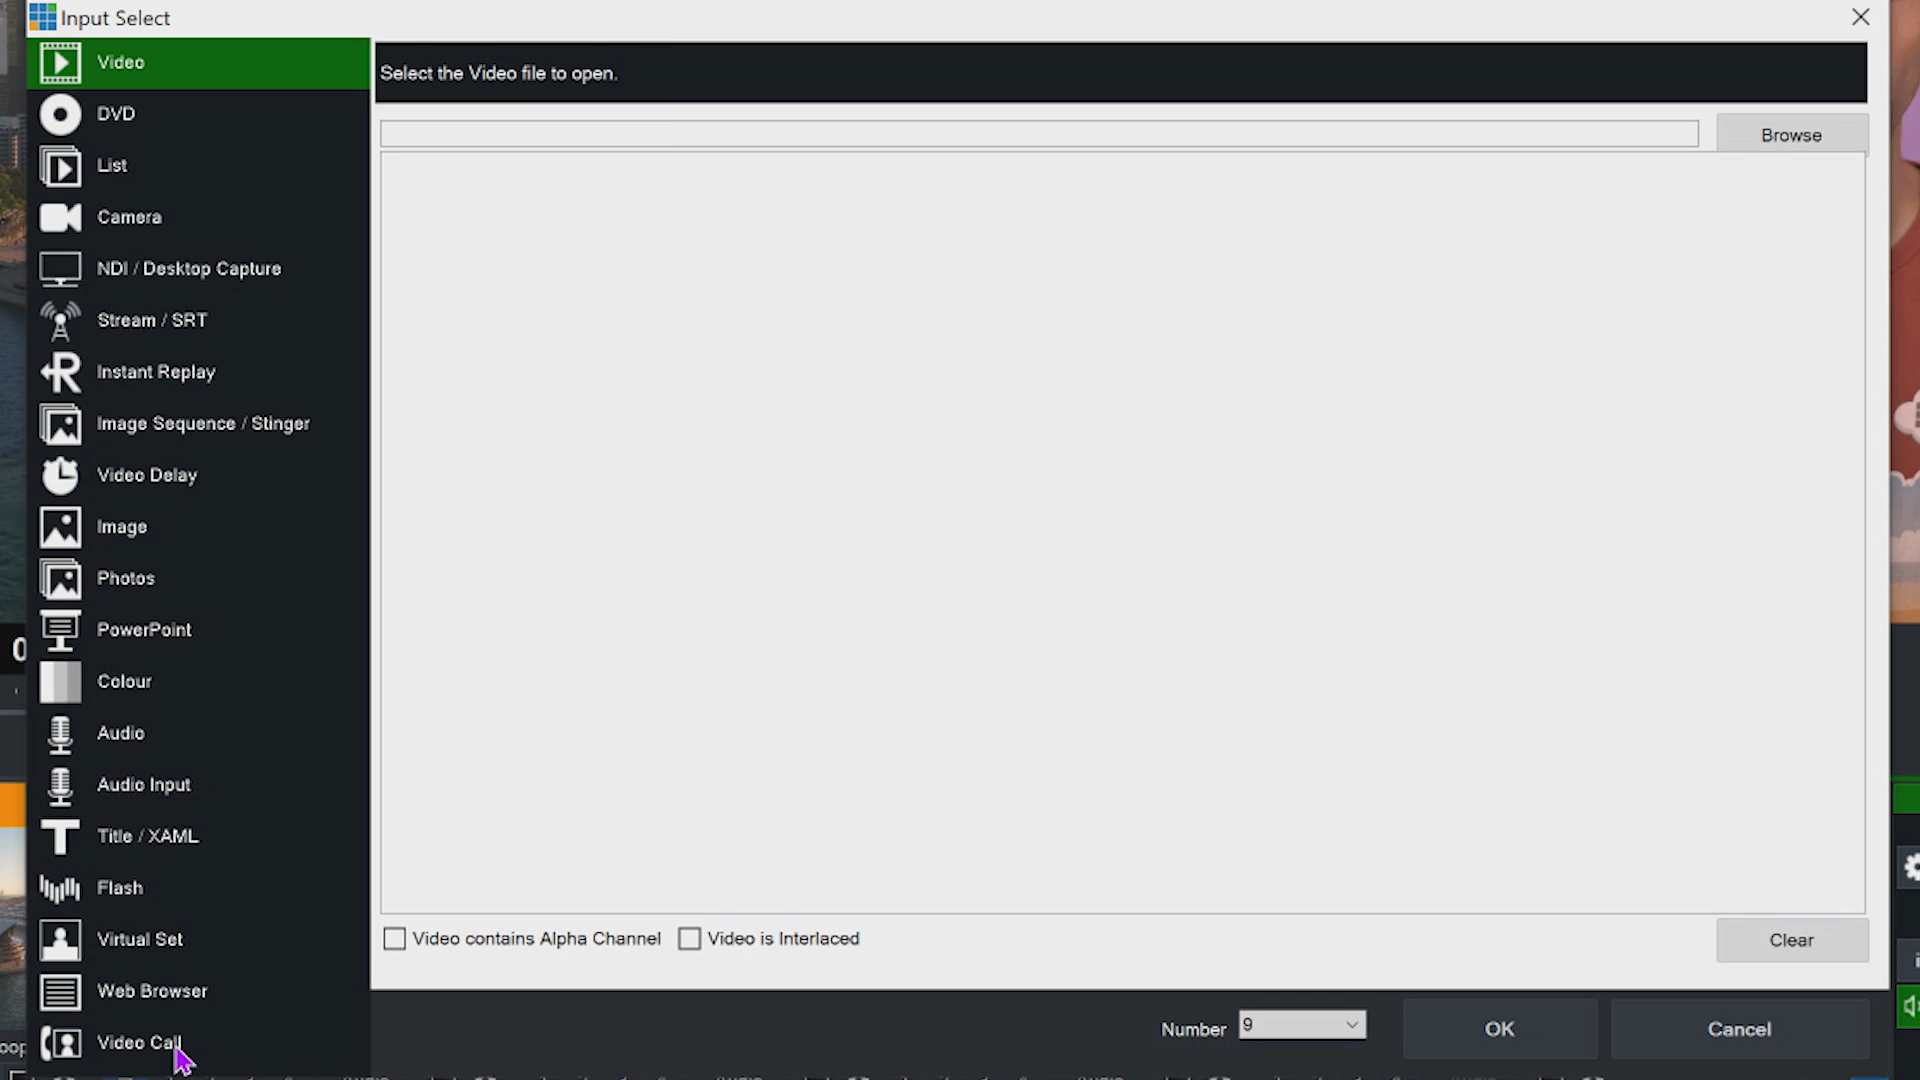 Input Select
Video
Select the Video file to open.
DVD
Browse
List
Camera
NDI / Desktop Capture
Stream / SRT
Instant Replay
Image Sequence / Stinger
Video Delay
Image
Photos
PowerPoint
Colour
Audio
Audio Input
Title / XAML
Flash
Virtual Set
Web Browser
Video Call
Video contains Alpha Channel
Video is Interlaced
Clear
Number
9
OK
Cancel